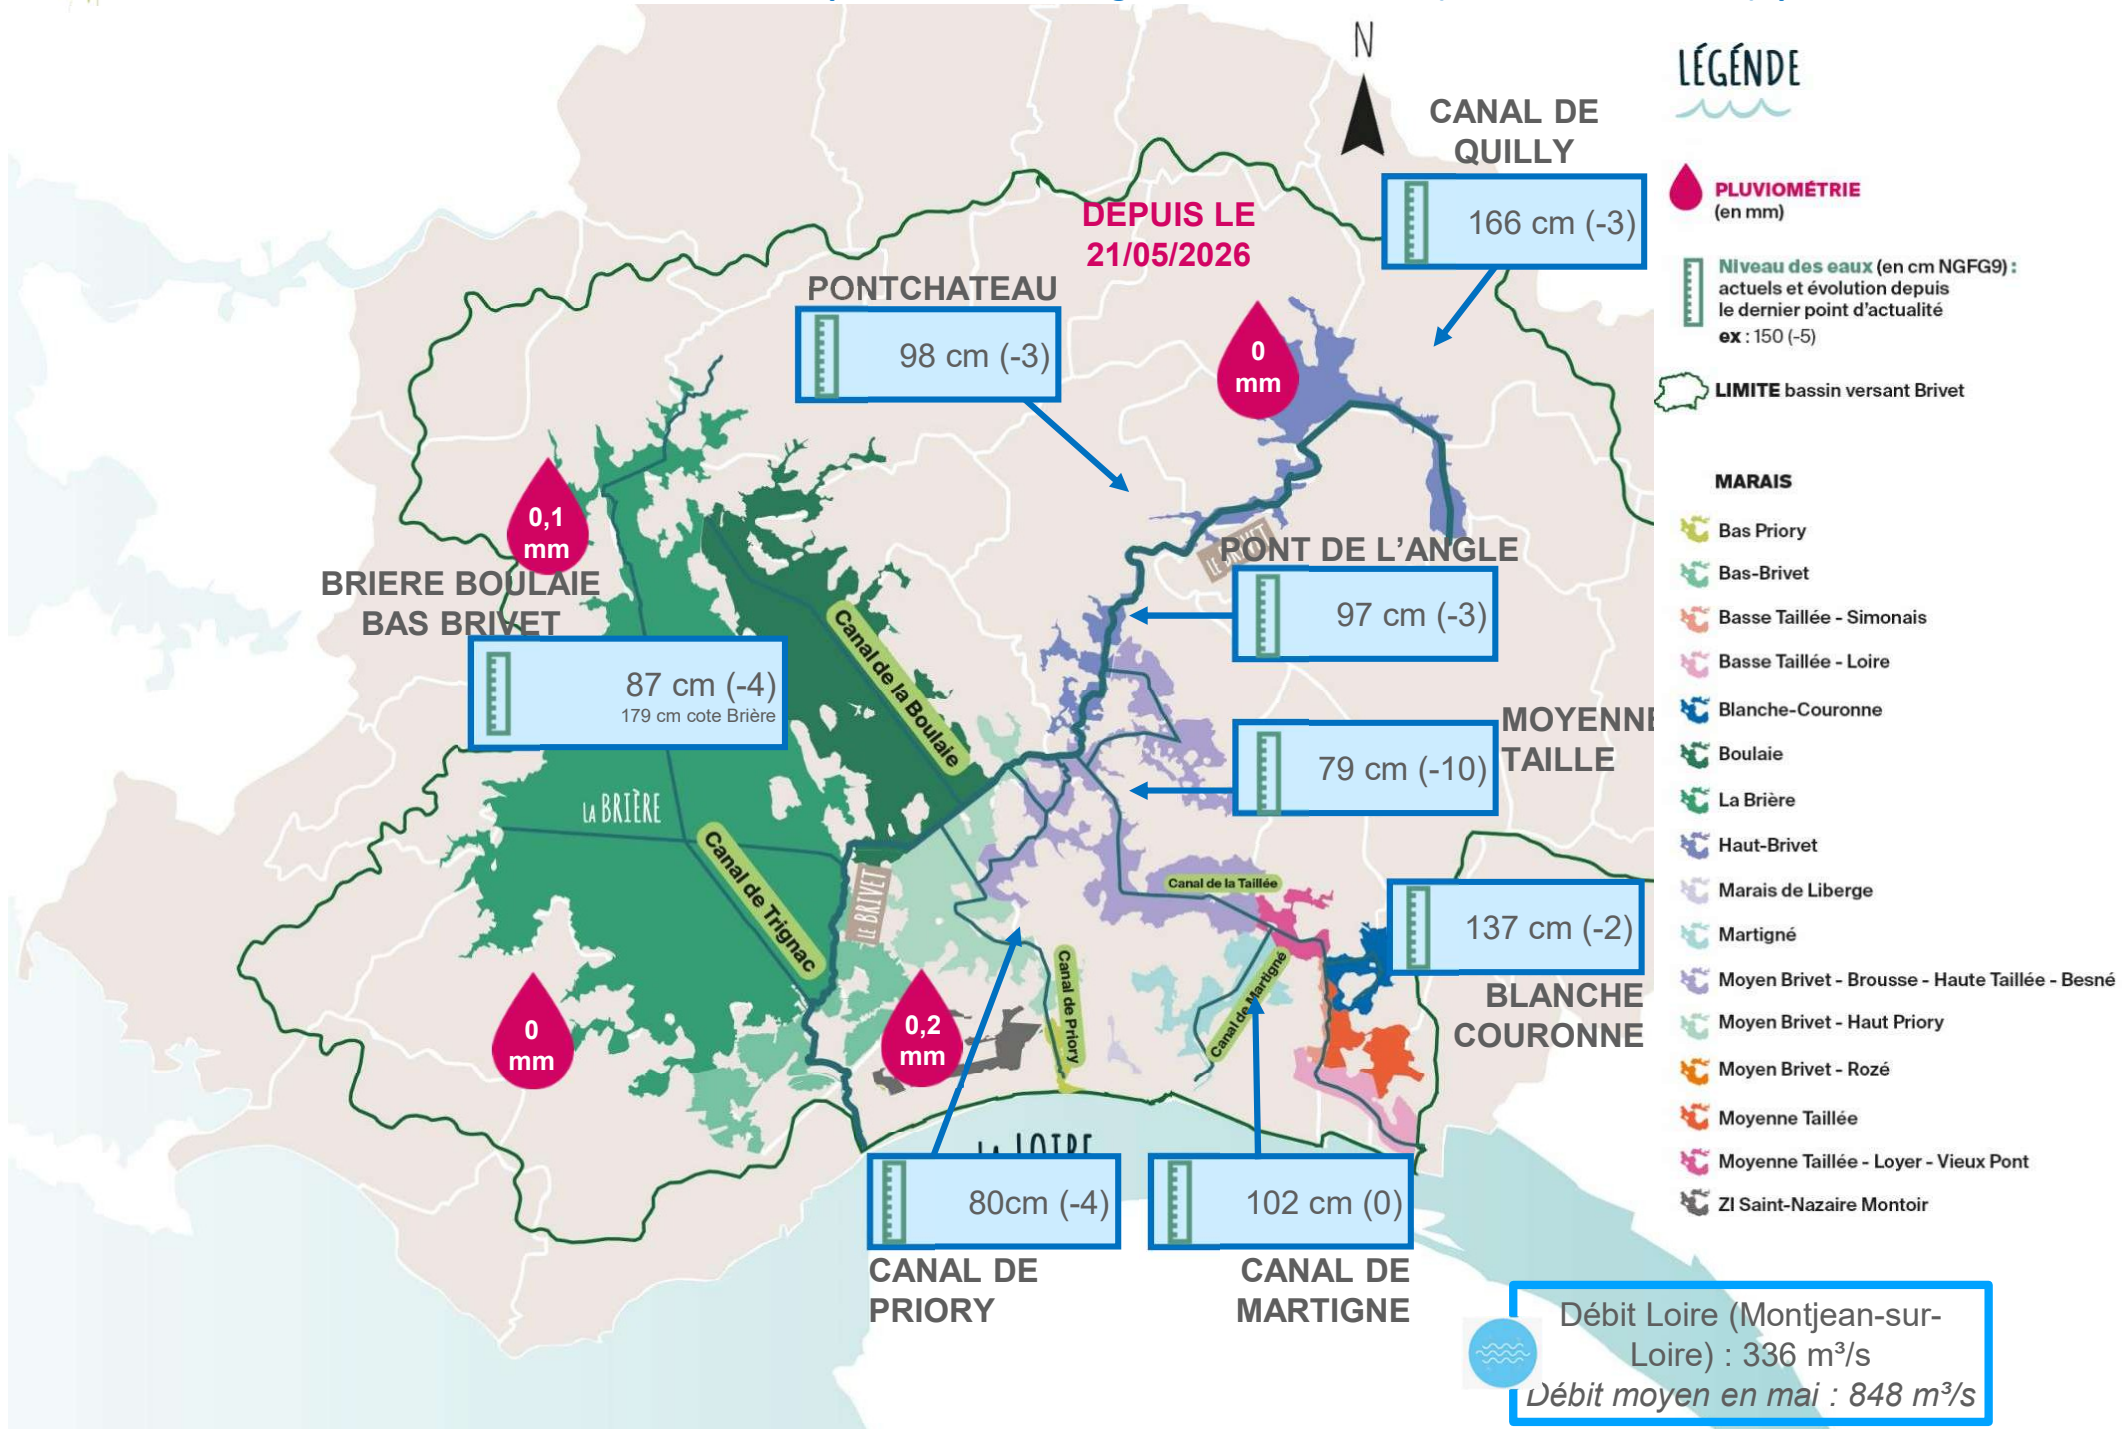 N
DEPUIS LE
21/05/2026
CANAL DE
QUILLY
166 cm (-3)
PONTCHATEAU
98 cm (-3)
0
mm
0,1
mm
BRIERE BOULAIE
BAS BRIVET
87 cm (-4)
179 cm cote Brière
LE BRIVET
PONT DE L'ANGLE
97 cm (-3)
MOYENNE
TAILLE
79 cm (-10)
Canal de la Boulaie
LA BRIÈRE
Canal de Trignac
LE BRIVET
Canal de la Taillée
137 cm (-2)
BLANCHE
COURONNE
Canal de Priory
Canal de Martigné
0
mm
0,2
mm
LA LOIRE
80cm (-4)
CANAL DE
PRIORY
102 cm (0)
CANAL DE
MARTIGNE
LÉGÉNDE
PLUVIOMÉTRIE
(en mm)
Niveau des eaux (en cm NGFG9) :
actuels et évolution depuis
le dernier point d'actualité
ex : 150 (-5)
LIMITE bassin versant Brivet
MARAIS
Bas Priory
Bas-Brivet
Basse Taillée - Simonais
Basse Taillée - Loire
Blanche-Couronne
Boulaie
La Brière
Haut-Brivet
Marais de Liberge
Martigné
Moyen Brivet - Brousse - Haute Taillée - Besné
Moyen Brivet - Haut Priory
Moyen Brivet - Rozé
Moyenne Taillée
Moyenne Taillée - Loyer - Vieux Pont
ZI Saint-Nazaire Montoir
Débit Loire (Montjean-sur-
Loire) : 336 m³/s
Débit moyen en mai : 848 m³/s